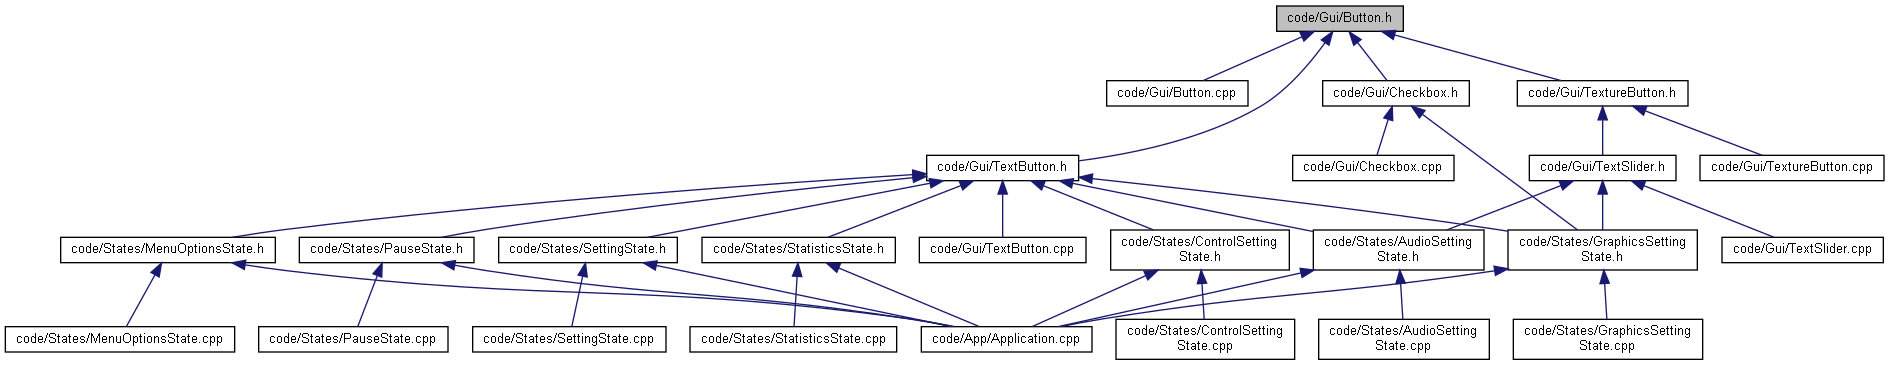 code/Gui/Button.h
code/Gui/Button.cpp
code/Gui/Checkbox.h
code/Gui/TextureButton.h
code/Gui/TextButton.h
code/Gui/Checkbox.cpp
code/Gui/TextSlider.h
code/Gui/TextureButton.cpp
code/States/MenuOptionsState.h
code/States/PauseState.h
code/States/SettingState.h
code/States/StatisticsState.h
code/Gui/TextButton.cpp
code/States/ControlSetting
State.h
code/States/AudioSetting
State.h
code/States/GraphicsSetting
State.h
code/Gui/TextSlider.cpp
code/States/MenuOptionsState.cpp
code/States/PauseState.cpp
code/States/SettingState.cpp
code/States/StatisticsState.cpp
code/App/Application.cpp
code/States/ControlSetting
State.cpp
code/States/AudioSetting
State.cpp
code/States/GraphicsSetting
State.cpp